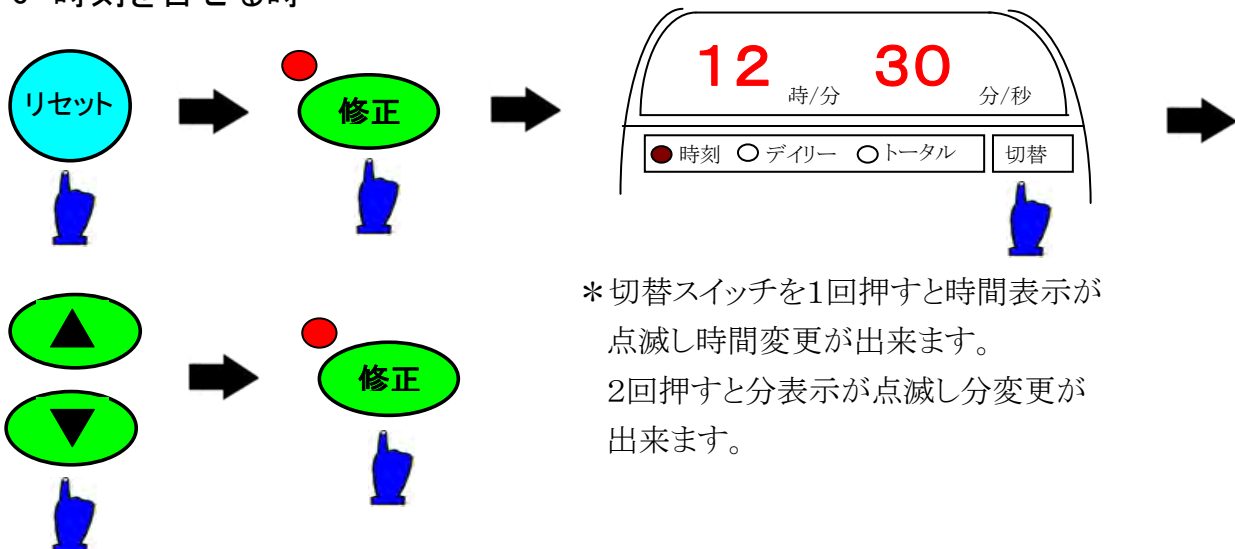 時刻を合せる時
リセット
修正
12 時/分 30 分/秒
時刻 デイリー トータル 切替
＊切替スイッチを1回押すと時間表示が
点滅し時間変更が出来ます。
2回押すと分表示が点滅し分変更が
出来ます。
▲
▼
修正